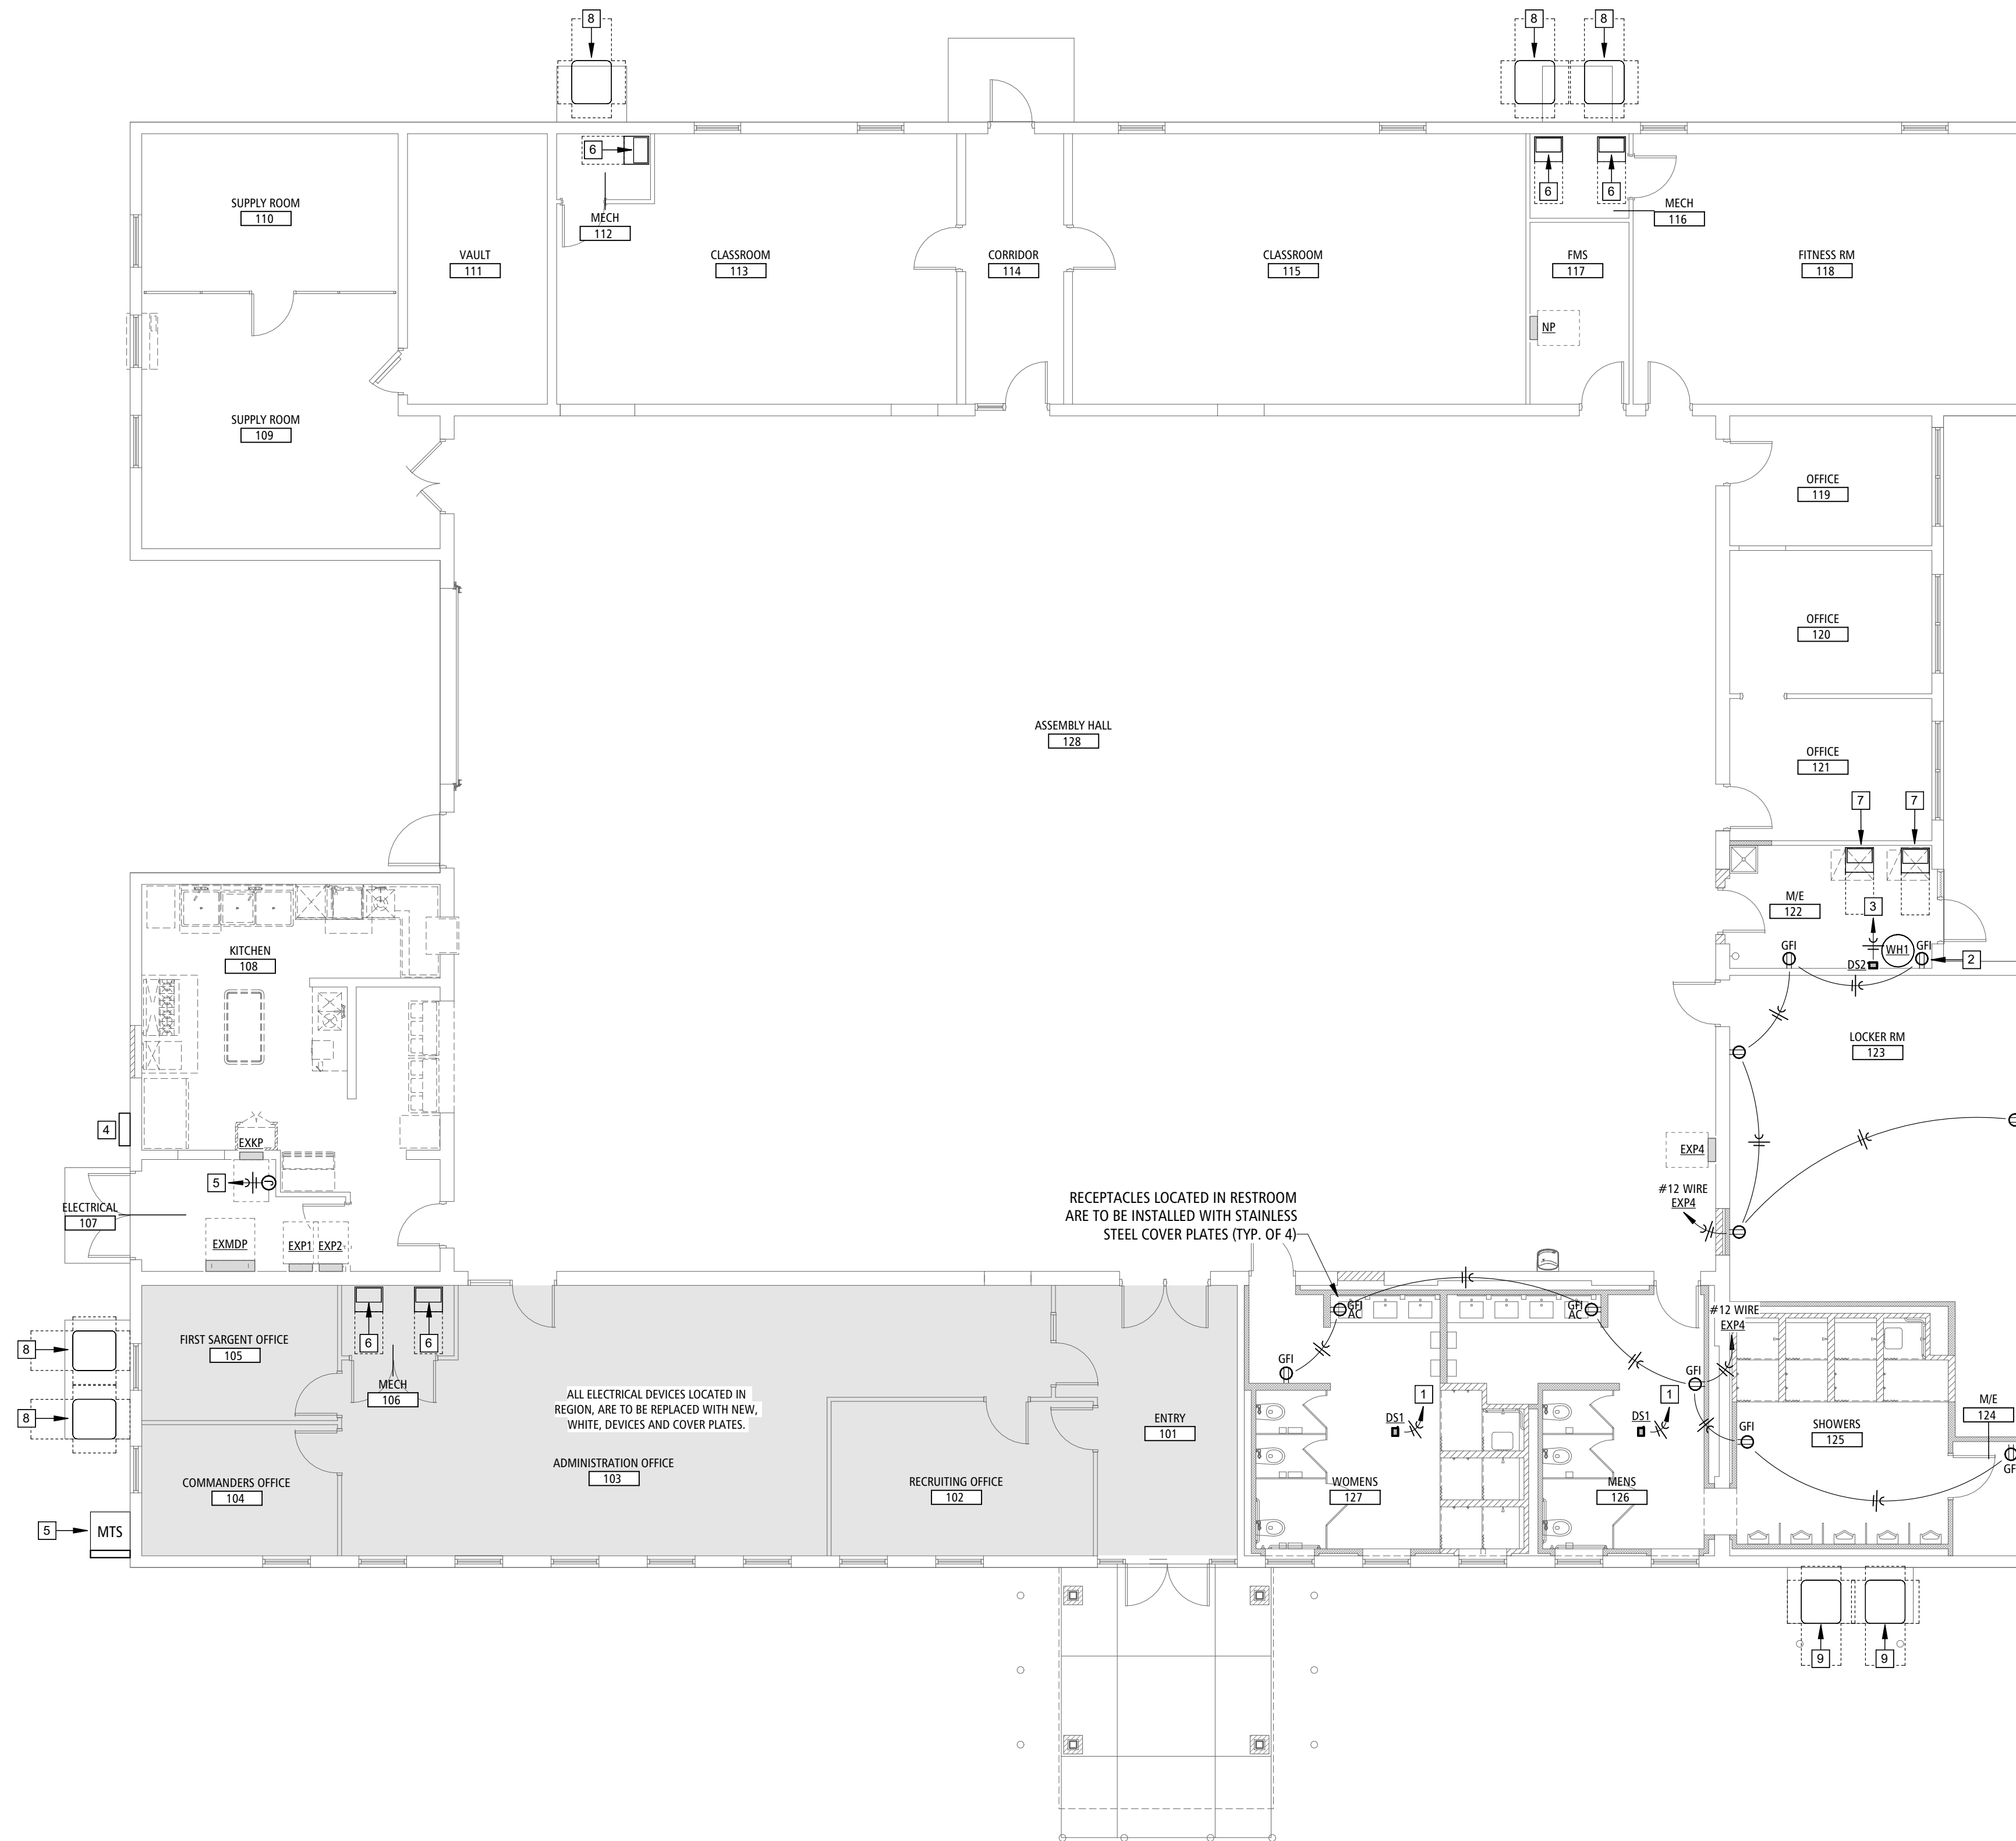 8
8
8
6
6
6
SUPPLY ROOM
110
MECH
112
MECH
116
VAULT
111
CLASSROOM
113
CORRIDOR
114
CLASSROOM
115
FMS
117
FITNESS RM
118
NP
SUPPLY ROOM
109
OFFICE
119
OFFICE
120
ASSEMBLY HALL
128
OFFICE
121
7
7
M/E
122
3
KITCHEN
108
GFI
WH1
GFI
2
DS2
LOCKER RM
123
4
EXKP
EXP4
5
ELECTRICAL
107
#12 WIRE
EXP4
RECEPTACLES LOCATED IN RESTROOM
ARE TO BE INSTALLED WITH STAINLESS
STEEL COVER PLATES (TYP. OF 4)
EXMDP
EXP1
EXP2
GFI
AC
GFI
AC
#12 WIRE
EXP4
FIRST SARGENT OFFICE
105
8
6
6
MECH
106
GFI
GFI
ALL ELECTRICAL DEVICES LOCATED IN
REGION, ARE TO BE REPLACED WITH NEW,
WHITE, DEVICES AND COVER PLATES.
8
1
1
DS1
DS1
ENTRY
101
GFI
SHOWERS
125
M/E
124
GF
ADMINISTRATION OFFICE
103
COMMANDERS OFFICE
104
RECRUITING OFFICE
102
WOMENS
127
MENS
126
5
MTS
9
9